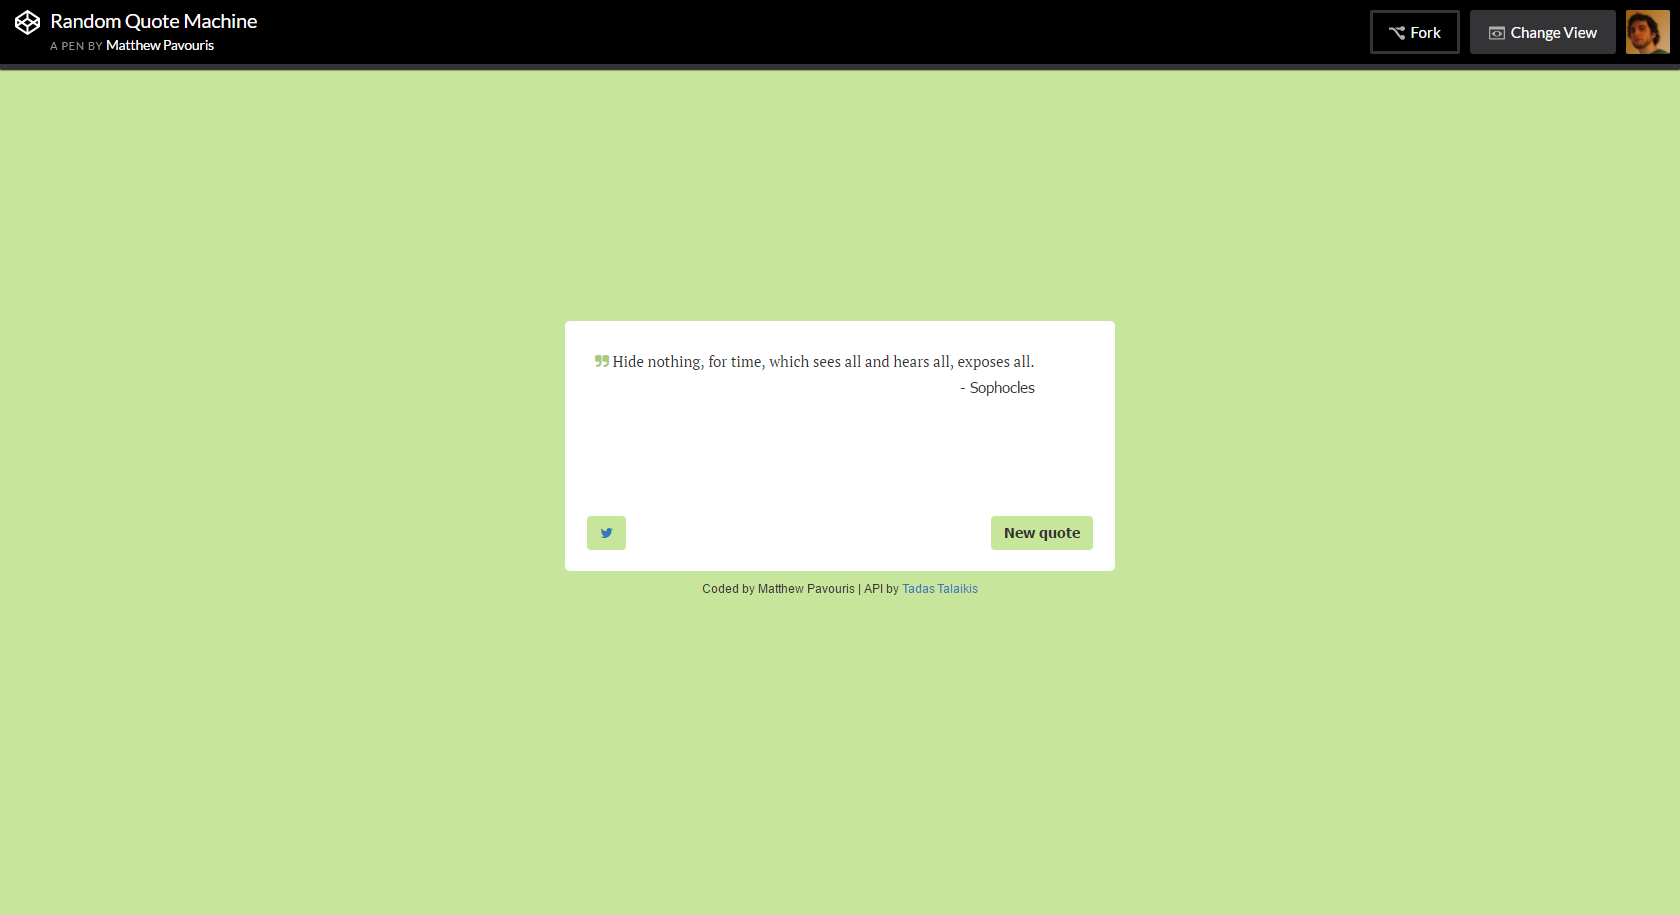 Random Quote Machine
A PEN BY Matthew Pavouris
Fork
Change View
Hide nothing, for time, which sees all and hears all, exposes all.
- Sophocles
New quote
Coded by Matthew Pavouris | API by Tadas Talaikis